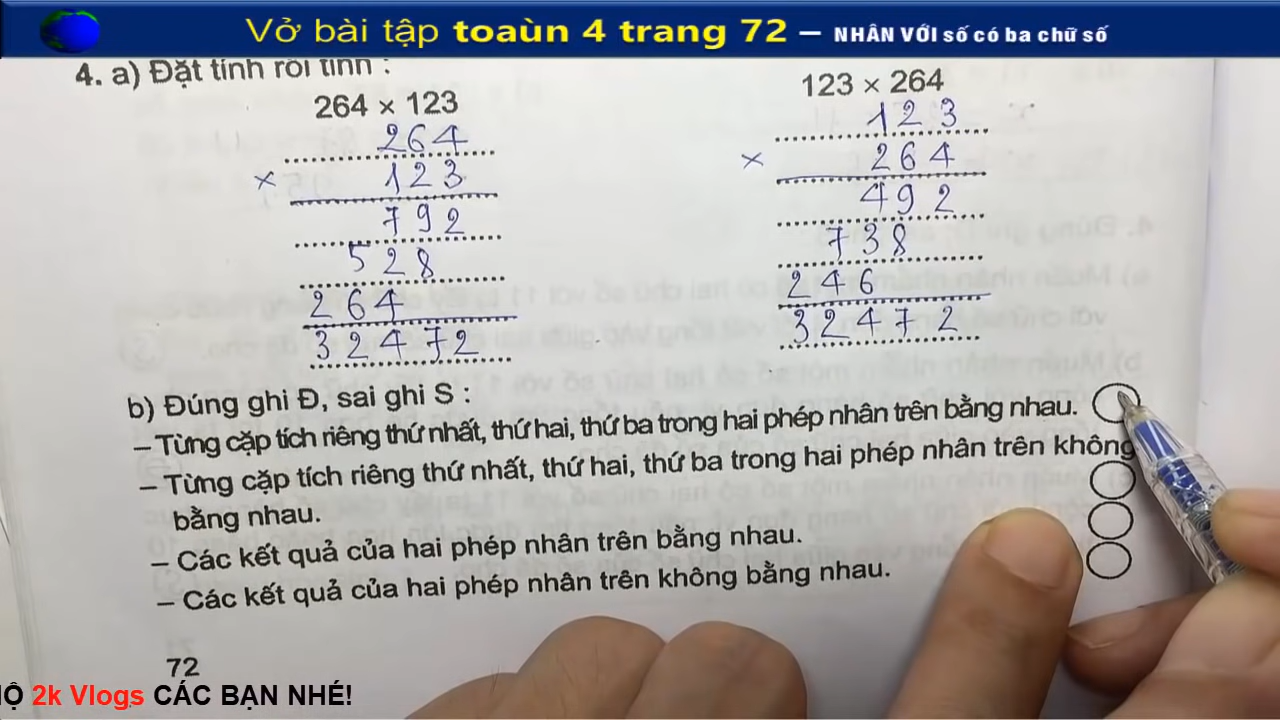 Vở bài tập toaùn 4 trang 72 – NHÂN VỚI số có ba chữ số
4. a) Đặt tính rồi tính :
264 × 123
264
×
123
792
528
264
32472
123 × 264
123
×
264
492
738
246
32472
b) Đúng ghi Đ, sai ghi S :
– Từng cặp tích riêng thứ nhất, thứ hai, thứ ba trong hai phép nhân trên bằng nhau.
– Từng cặp tích riêng thứ nhất, thứ hai, thứ ba trong hai phép nhân trên không
bằng nhau.
– Các kết quả của hai phép nhân trên bằng nhau.
– Các kết quả của hai phép nhân trên không bằng nhau.
72
2k Vlogs CÁC BẠN NHÉ!